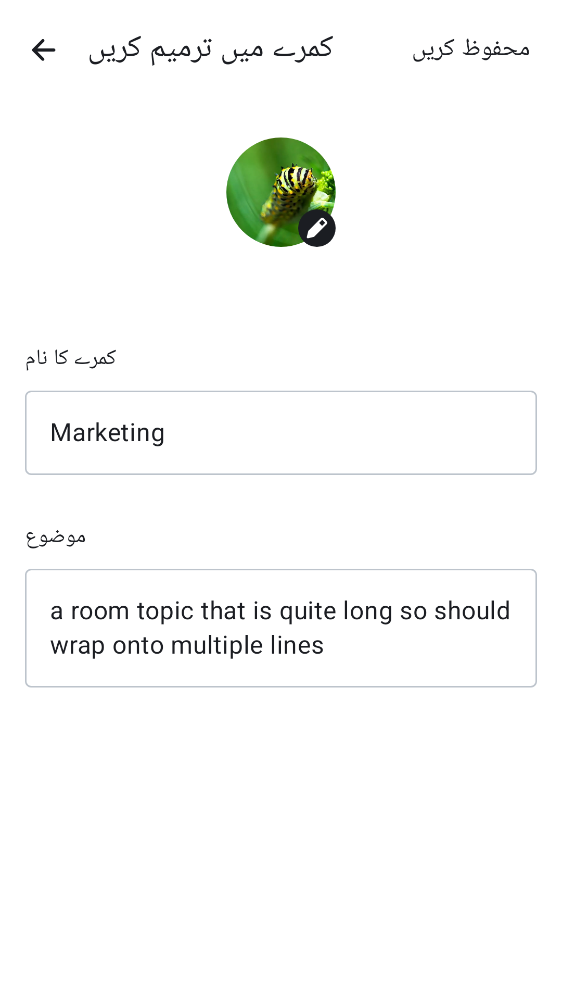 کمرے میں ترمیم کریں
محفوظ کریں
کمرے کا نام
Marketing
موضوع
a room topic that is quite long so should
wrap onto multiple lines